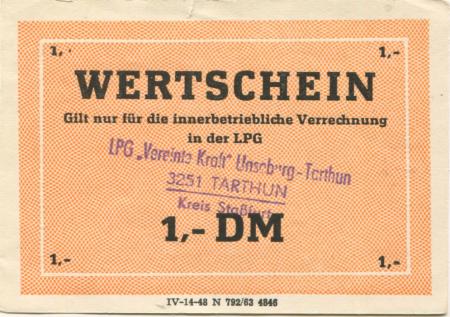 1,- 1,-
WERTSCHEIN
Gilt nur für die innerbetriebliche Verrechnung
in der LPG
LPG „Vereinte Kraft" Unseburg-Tarthun
3251 TARTHUN
Kreis Staßfurt
1,- DM
1,- 1,-
IV-14-48 N 792/63 4846